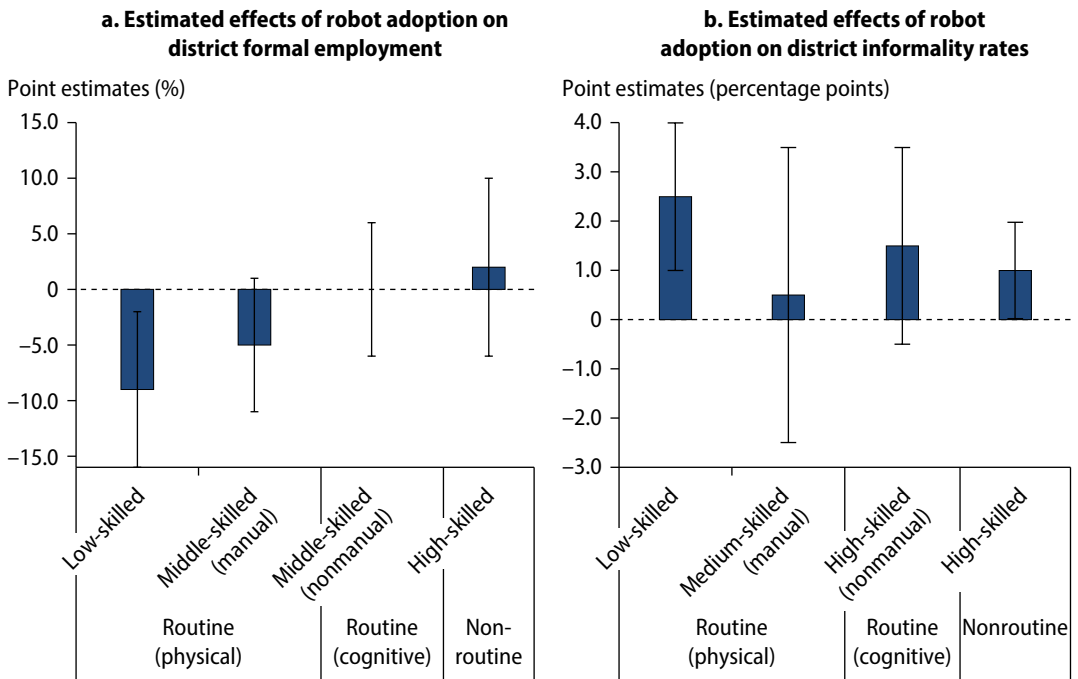 a. Estimated effects of robot adoption on
district formal employment
Point estimates (%)
15.0
10.0
5.0
0
–5.0
–10.0
–15.0
Low-skilled
Middle-skilled
(manual)
Middle-skilled
(nonmanual)
High-skilled
Routine
(physical)
Routine
(cognitive)
Non-
routine
b. Estimated effects of robot
adoption on district informality rates
Point estimates (percentage points)
4.0
3.0
2.0
1.0
0
–1.0
–2.0
–3.0
Low-skilled
Medium-skilled
(manual)
High-skilled
(nonmanual)
High-skilled
Routine
(physical)
Routine
(cognitive)
Nonroutine